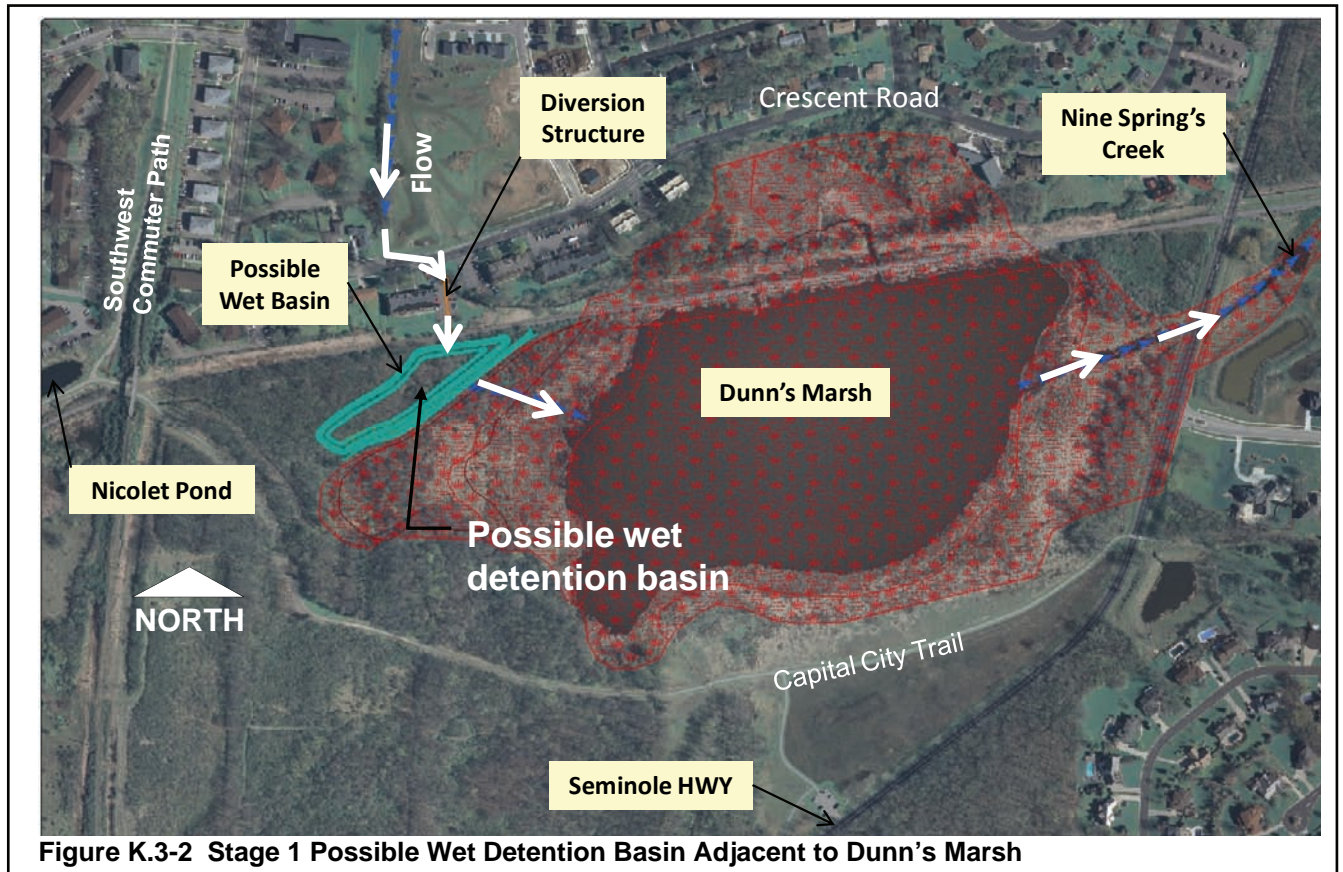 Diversion
Structure
Crescent Road
Nine Spring's
Creek
Southwest
Commuter Path
Flow
Possible
Wet Basin
Dunn's Marsh
Nicolet Pond
Possible wet
detention basin
NORTH
Capital City Trail
Seminole HWY
Figure K.3-2 Stage 1 Possible Wet Detention Basin Adjacent to Dunn's Marsh